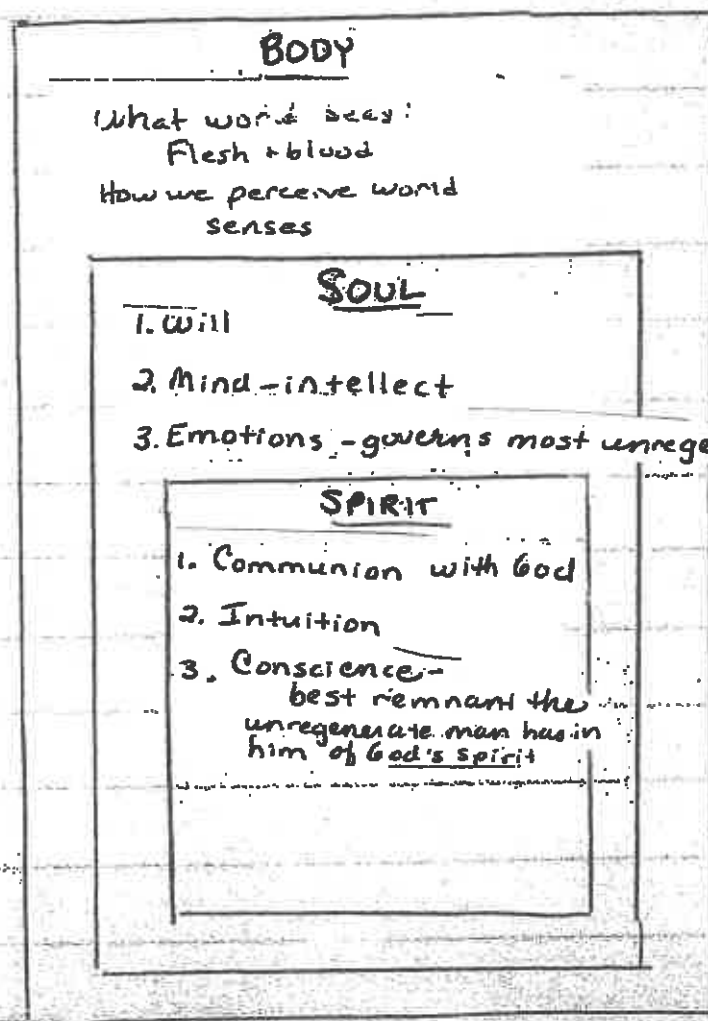 BODY
What world sees:
Flesh + blood
How we perceive world
senses
SOUL
1. Will
2. Mind - intellect
3. Emotions - governs most unrege
SPIRIT
1. Communion with God
2. Intuition
3. Conscience -
best remnant the
unregenerate man has in
him of God's spirit